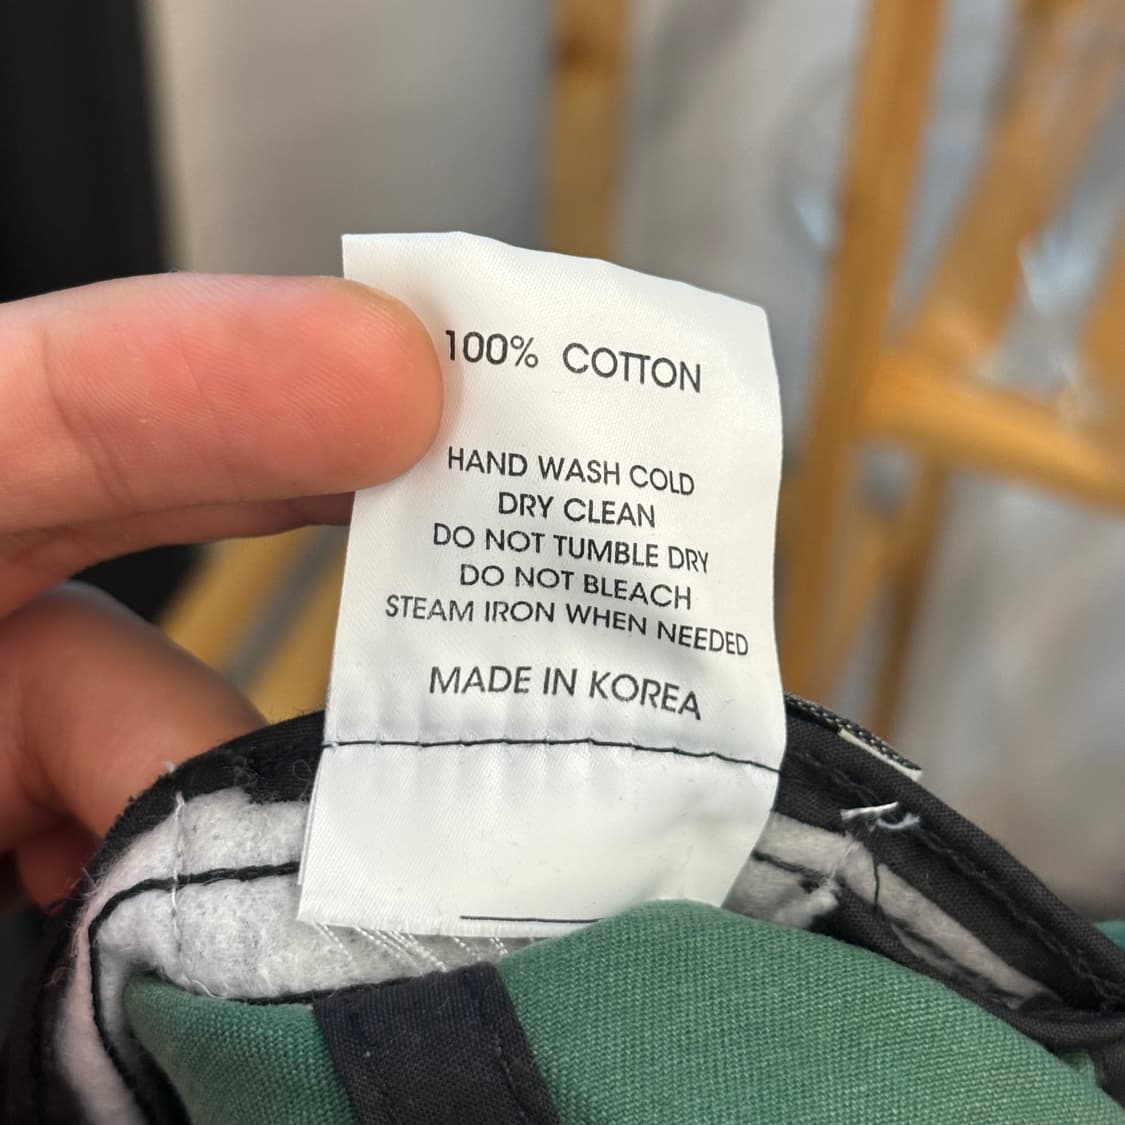 100% COTTON
HAND WASH COLD
DRY CLEAN
DO NOT TUMBLE DRY
DO NOT BLEACH
STEAM IRON WHEN NEEDED
MADE IN KOREA